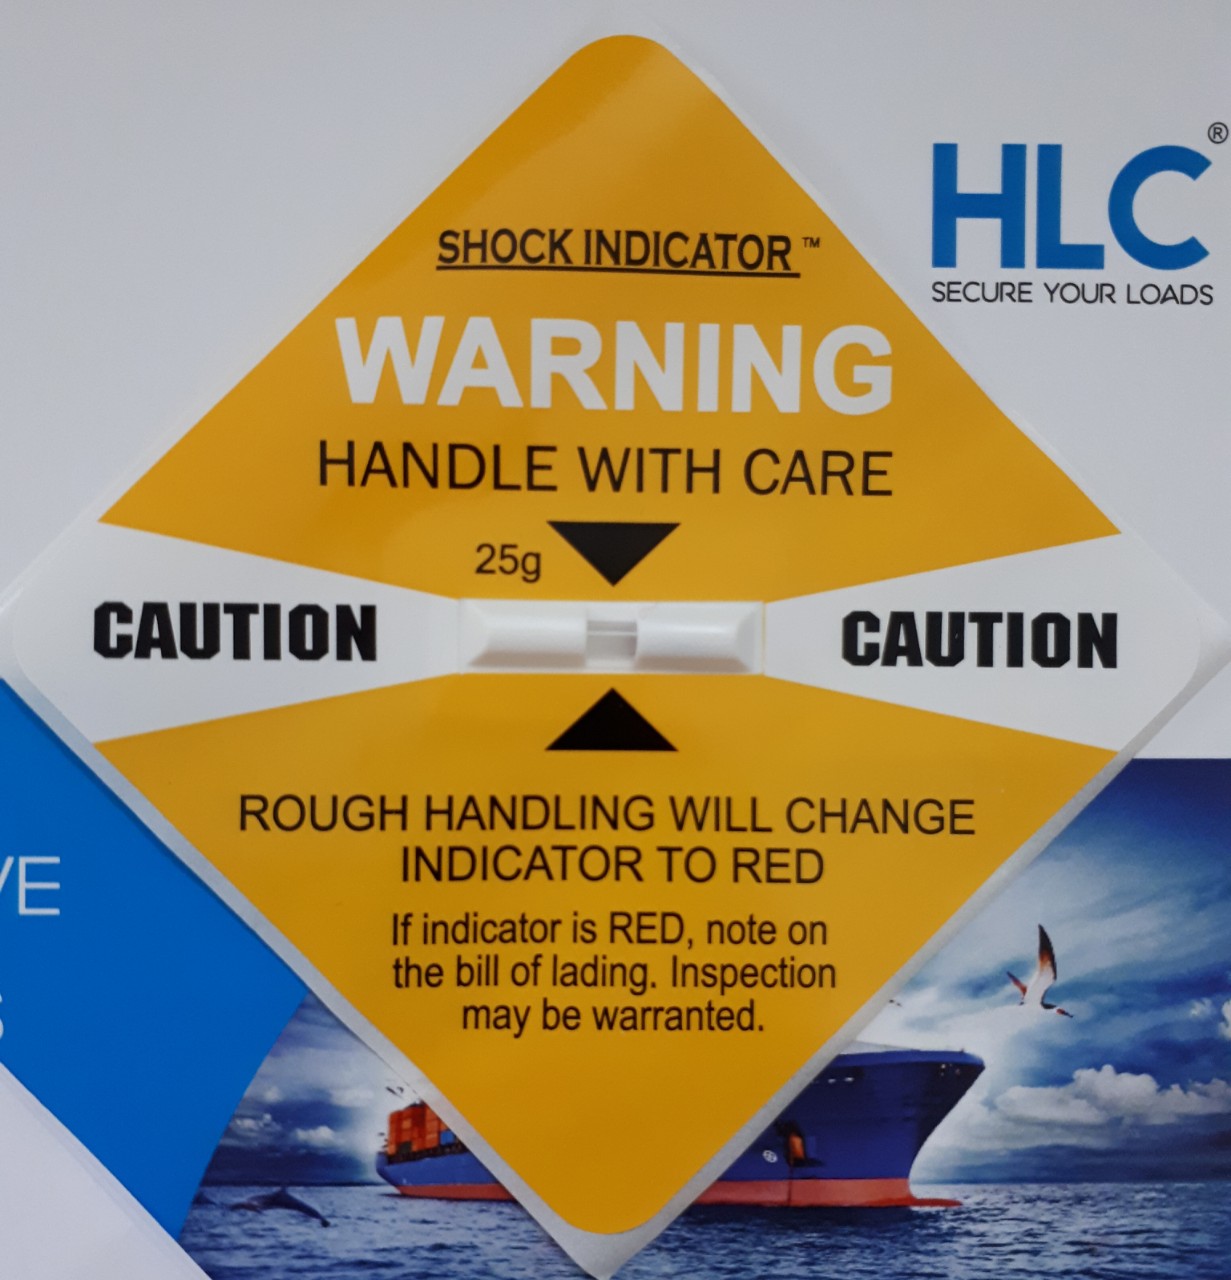 HLC®
SECURE YOUR LOADS
SHOCK INDICATOR™
WARNING
HANDLE WITH CARE
25g
CAUTION
CAUTION
ROUGH HANDLING WILL CHANGE
INDICATOR TO RED
If indicator is RED, note on
the bill of lading. Inspection
may be warranted.